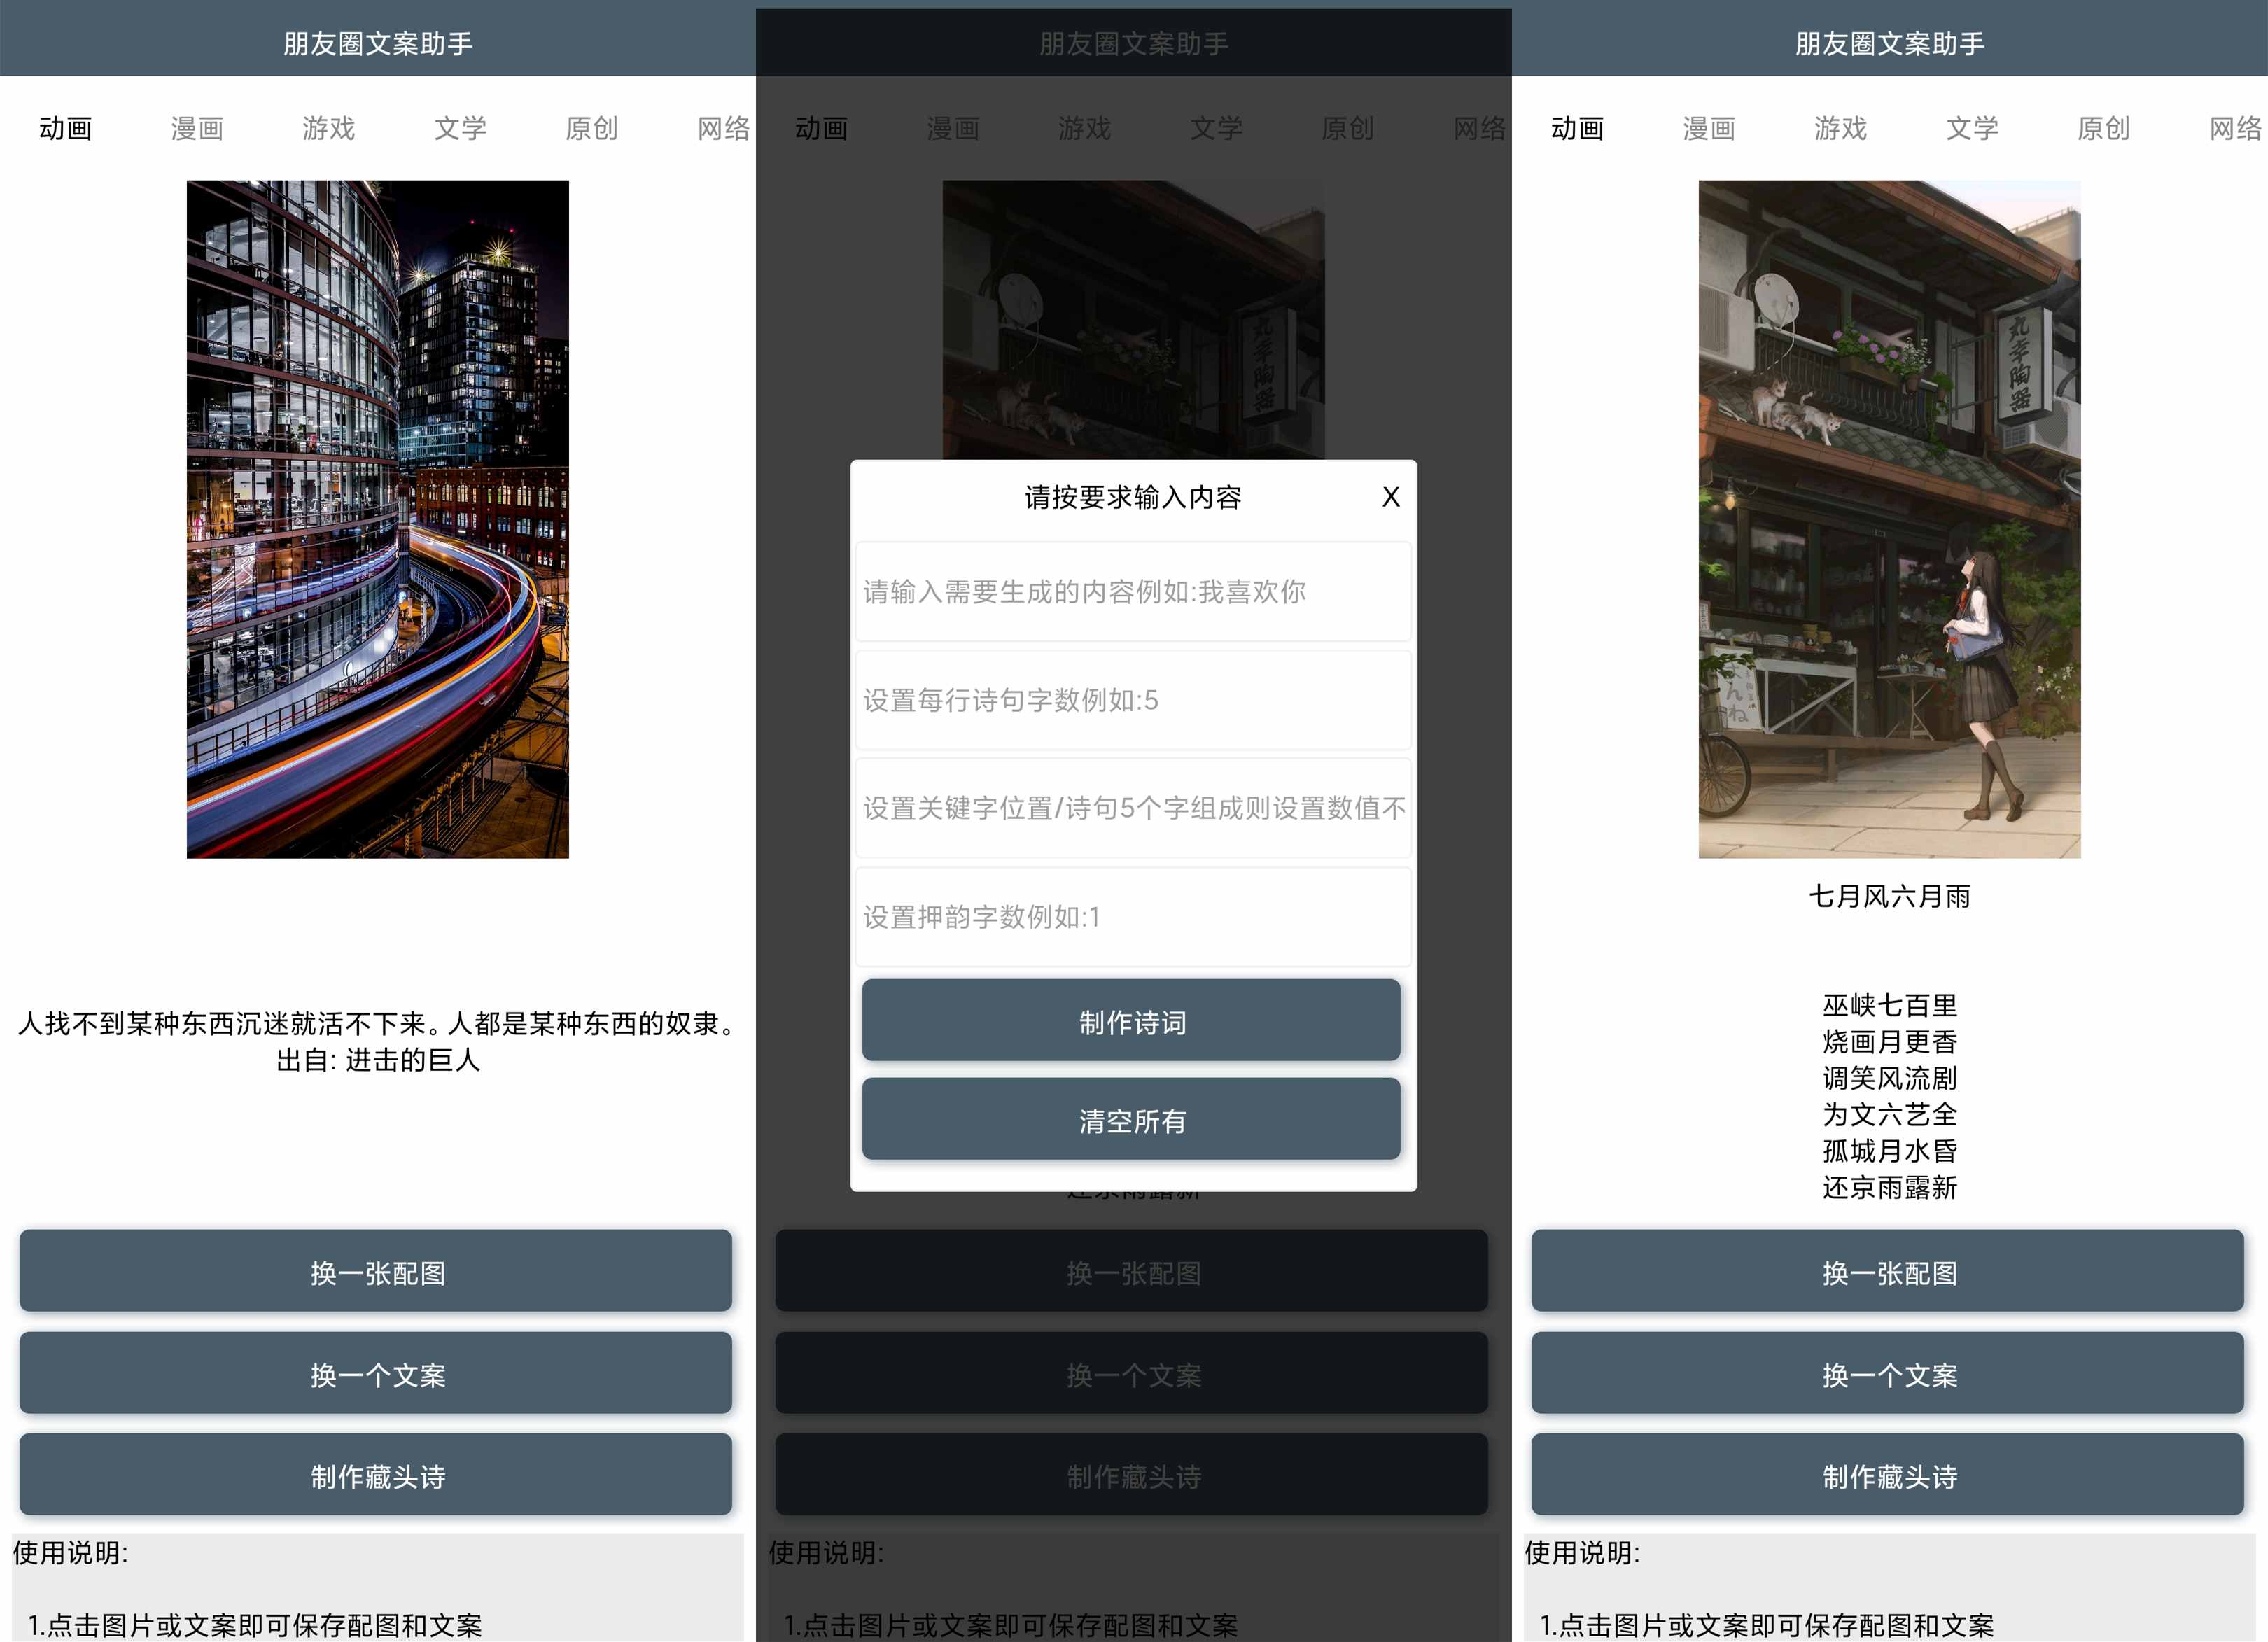 朋友圈文案助手
动画 漫画 游戏 文学 原创 网络
人找不到某种东西沉迷就活不下来。人都是某种东西的奴隶。
出自: 进击的巨人
换一张配图
换一个文案
制作藏头诗
使用说明:
1.点击图片或文案即可保存配图和文案
朋友圈文案助手
动画 漫画 游戏 文学 原创 网络
丸幸陶器
请按要求输入内容 X
请输入需要生成的内容例如:我喜欢你
设置每行诗句字数例如:5
设置关键字位置/诗句5个字组成则设置数值不
设置押韵字数例如:1
制作诗词
清空所有
还京雨露新
换一张配图
换一个文案
制作藏头诗
使用说明:
1.点击图片或文案即可保存配图和文案
朋友圈文案助手
动画 漫画 游戏 文学 原创 网络
丸幸陶器
七月风六月雨
巫峡七百里
烧画月更香
调笑风流剧
为文六艺全
孤城月水昏
还京雨露新
换一张配图
换一个文案
制作藏头诗
使用说明:
1.点击图片或文案即可保存配图和文案